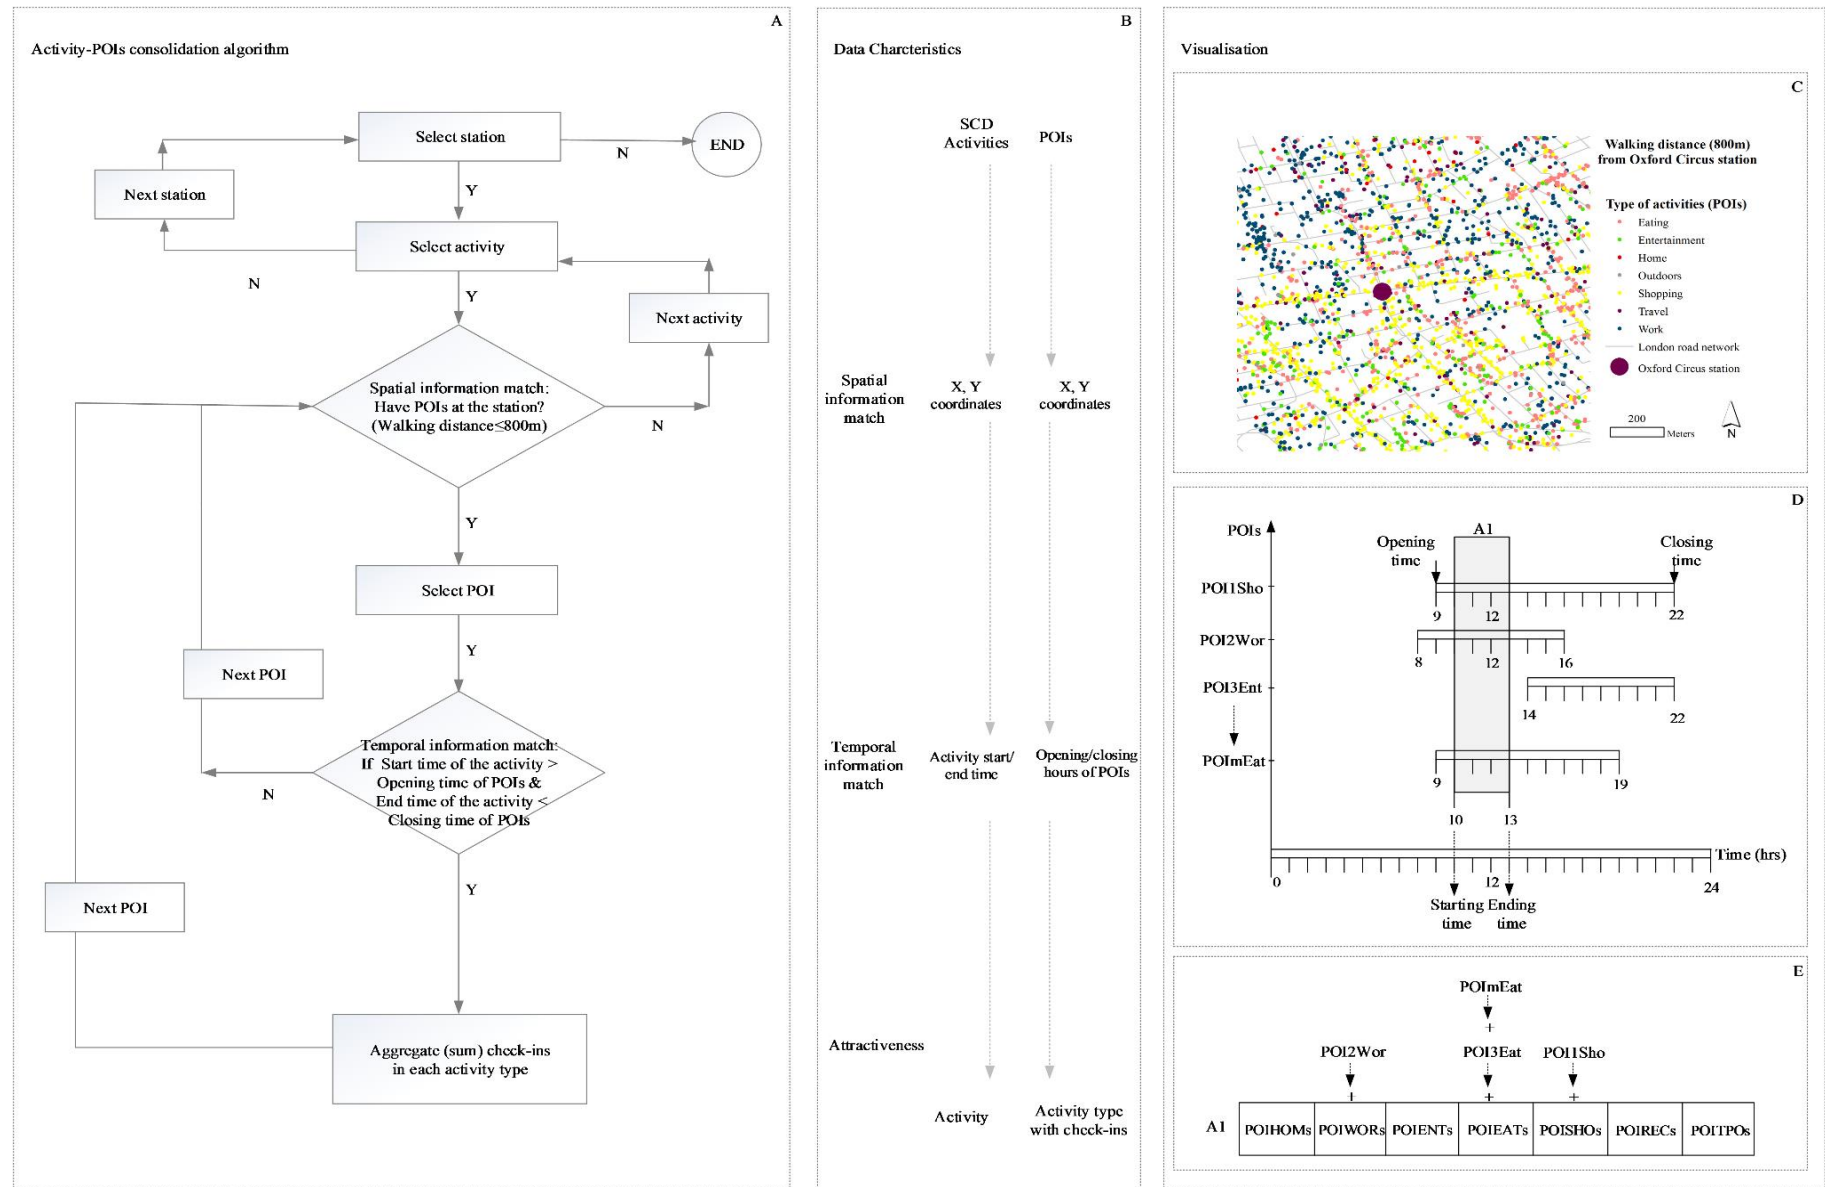 A
Activity-POIs consolidation algorithm
Select station
N
END
Next station
Y
Select activity
N
Y
Next activity
Spatial information match:
Have POIs at the station?
(Walking distance≤800m)
N
Y
Select POI
Y
Next POI
Temporal information match:
If Start time of the activity >
Opening time of POIs &
End time of the activity <
Closing time of POIs
N
Y
Next POI
Aggregate (sum) check-ins
in each activity type
B
Data Charcteristics
SCD
Activities
POIs
Spatial
information
match
X, Y
coordinates
X, Y
coordinates
Temporal
information
match
Activity start/
end time
Opening/closing
hours of POIs
Attractiveness
Activity
Activity type
with check-ins
Visualisation
C
Walking distance (800m)
from Oxford Circus station
Type of activities (POIs)
Eating
Entertainment
Home
Outdoors
Shopping
Travel
Work
London road network
Oxford Circus station
200
Meters
N
D
POIs
A1
Opening
time
Closing
time
POI1Sho
9 12 22
POI2Wor
8 12 16
POI3Ent
14 22
POImEat
9 19
10 13
Time (hrs)
0 12 24
Starting
time
Ending
time
E
POImEat
+
POI2Wor POI3Eat POI1Sho
+ + +
A1 POIHOMs POIWORs POIENTs POIEATs POISHOs POIRECs POITPOs